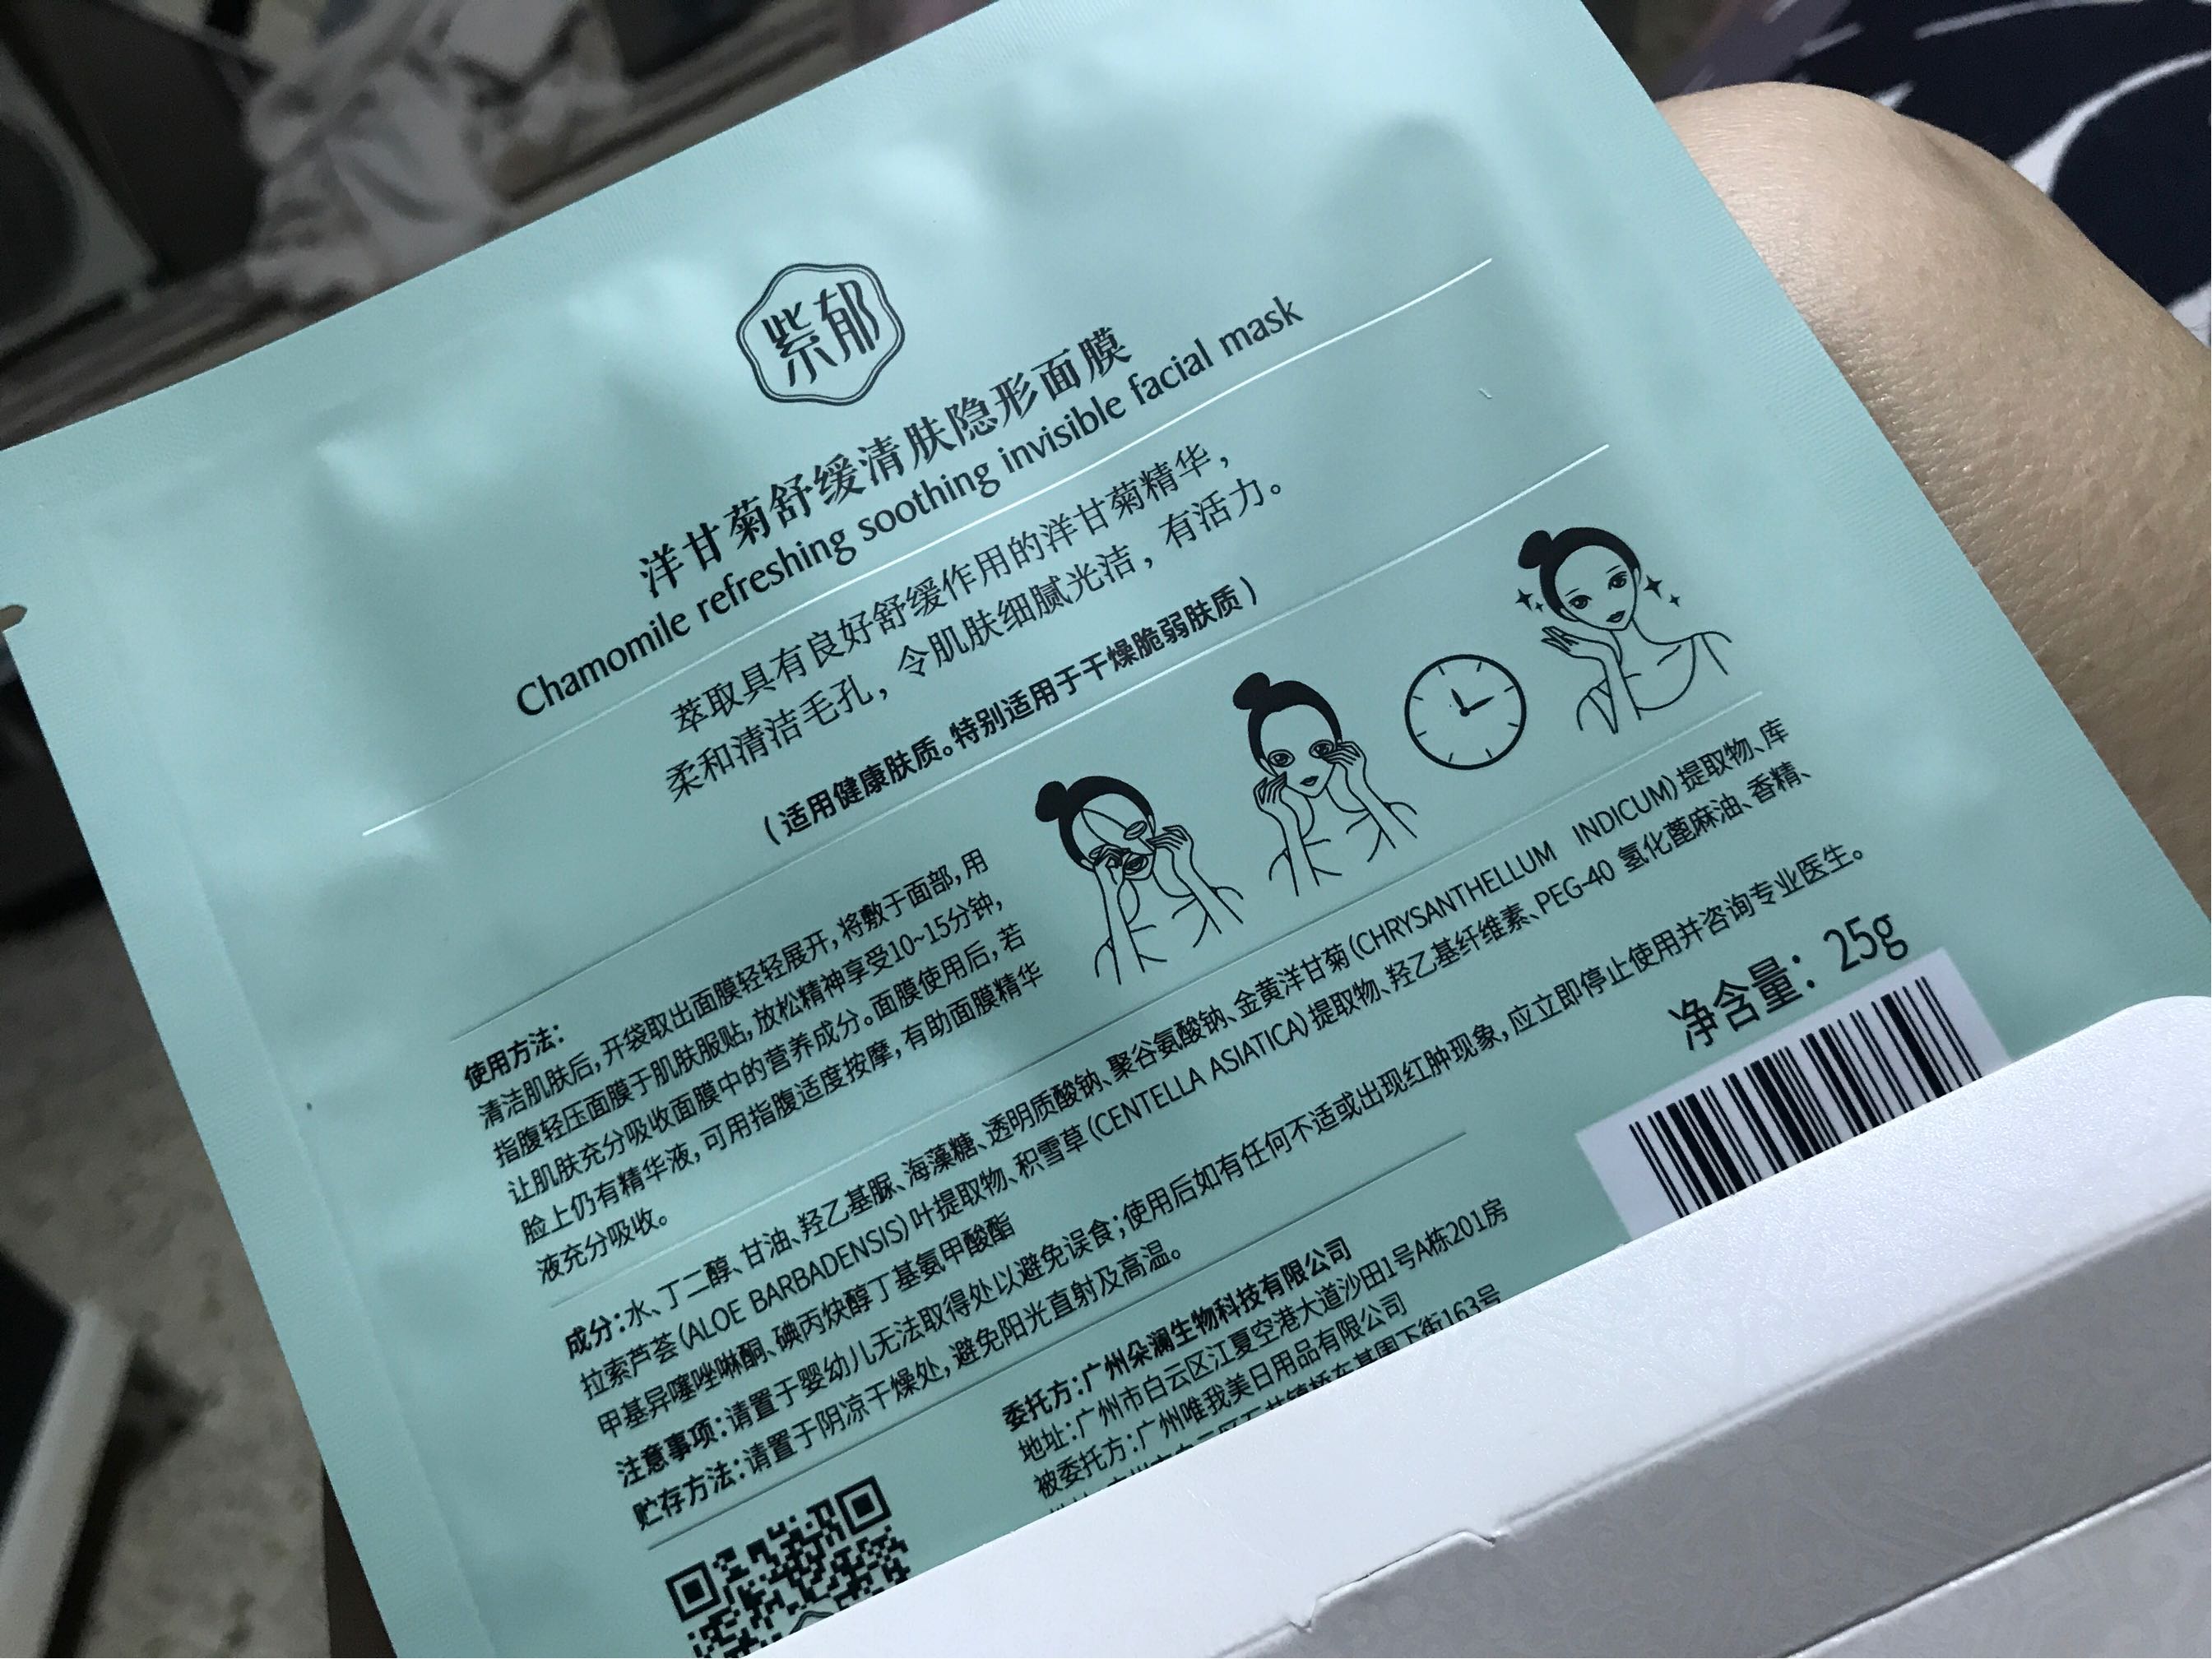 紫郁
洋甘菊舒缓清肤隐形面膜
Chamomile refreshing soothing invisible facial mask
萃取具有良好舒缓作用的洋甘菊精华，
柔和清洁毛孔，令肌肤细腻光洁，有活力。
(适用健康肤质。特别适用于干燥脆弱肤质)
使用方法：
清洁肌肤后，开袋取出面膜轻轻展开，将敷于面部，用
指腹轻压面膜于肌肤服贴，放松精神享受10~15分钟，
让肌肤充分吸收面膜中的营养成分。面膜使用后，若
脸上仍有精华液，可用指腹适度按摩，有助面膜精华
液充分吸收。
成分：水、丁二醇、甘油、羟乙基脲、海藻糖、透明质酸钠、聚谷氨酸钠、金黄洋甘菊(CHRYSANTHELLUM INDICUM)提取物、库
拉索芦荟(ALOE BARBADENSIS)叶提取物、积雪草(CENTELLA ASIATICA)提取物、羟乙基纤维素、PEG-40 氢化蓖麻油、香精、
甲基异噻唑啉酮、碘丙炔醇丁基氨甲酸酯
注意事项：请置于婴幼儿无法取得处以避免误食；使用后如有任何不适或出现红肿现象，应立即停止使用并咨询专业医生。
贮存方法：请置于阴凉干燥处，避免阳光直射及高温。
净含量：25g
委托方：广州朵澜生物科技有限公司
地址：广州市白云区江夏空港大道沙田1号A栋201房
被委托方：广州唯我美日用品有限公司
下街163号